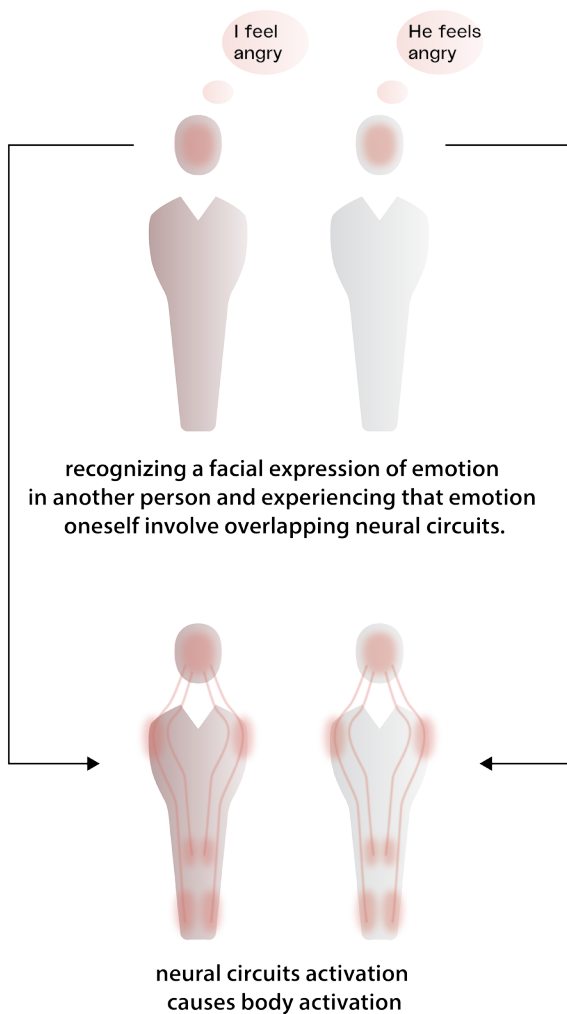 I feel
angry
He feels
angry
recognizing a facial expression of emotion
in another person and experiencing that emotion
oneself involve overlapping neural circuits.
neural circuits activation
causes body activation